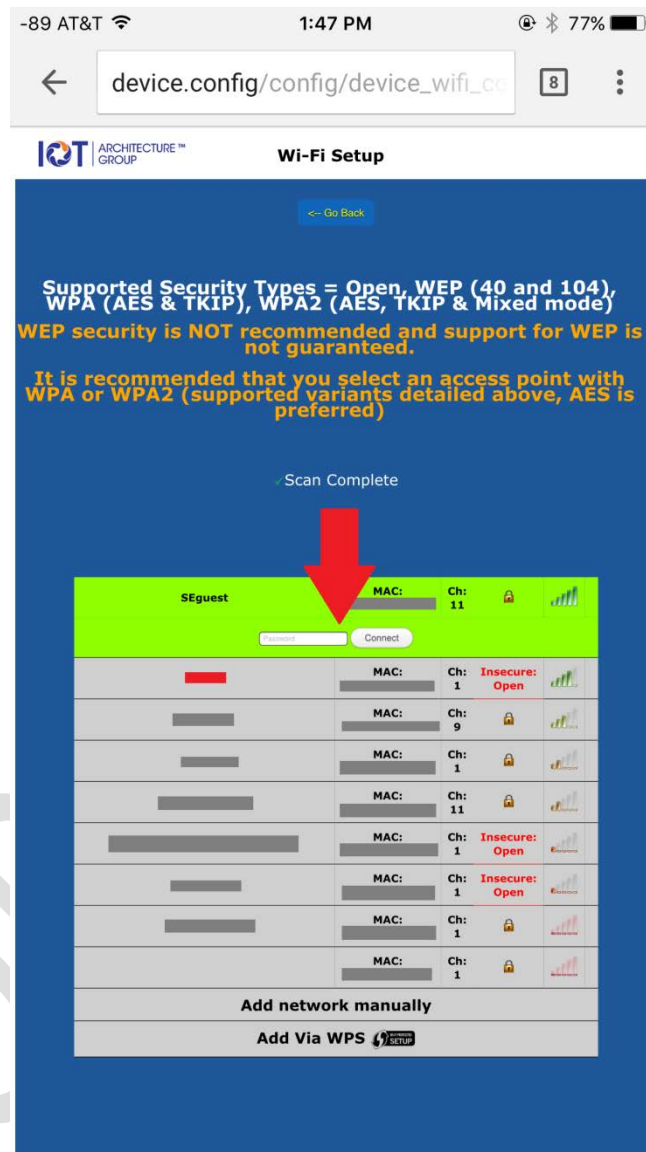 -89 AT&T 1:47 PM 77%
device.config/config/device_wifi_co 8
IOT ARCHITECTURE™ GROUP
Wi-Fi Setup
<-- Go Back
Supported Security Types = Open, WEP (40 and 104),
WPA (AES & TKIP), WPA2 (AES, TKIP & Mixed mode)
WEP security is NOT recommended and support for WEP is
not guaranteed.
It is recommended that you select an access point with
WPA or WPA2 (supported variants detailed above, AES is
preferred)
✓Scan Complete
SEguest MAC: Ch: 11
Password Connect
MAC: Ch: 1 Insecure: Open
MAC: Ch: 9
MAC: Ch: 1
MAC: Ch: 11
MAC: Ch: 1 Insecure: Open
MAC: Ch: 1 Insecure: Open
MAC: Ch: 1
MAC: Ch: 1
Add network manually
Add Via WPS SETUP